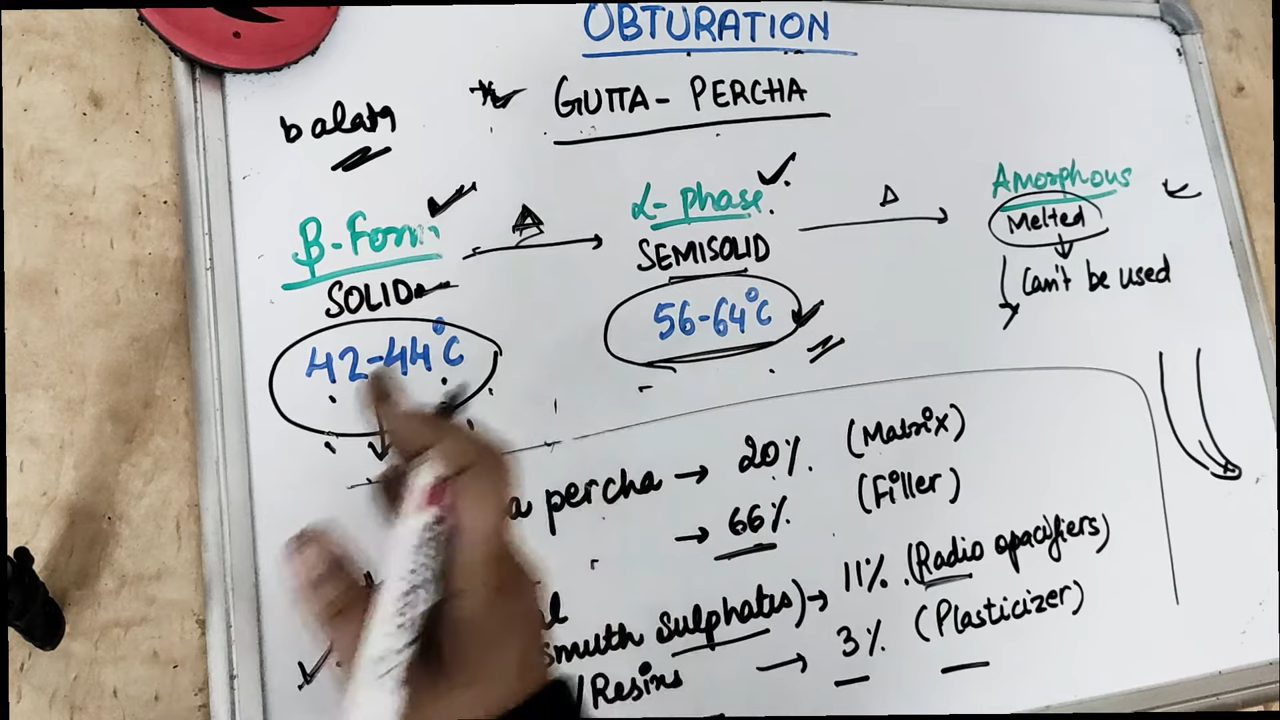 OBTURATION
GUTTA-PERCHA
balata
β-Form
SOLID
42-44°C
Δ
α-phase
SEMISOLID
56-64°C
Δ
Amorphous
Melted
Can't be used
percha → 20% (Matrix)
→ 66% (Filler)
Sulphates) → 11% (Radio opacifiers)
/Resins → 3% (Plasticizer)